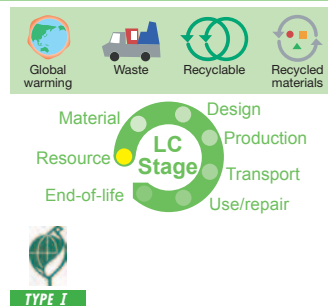 Global warming
Waste
Recyclable
Recycled materials
Material
Design
Production
Resource
LC Stage
Transport
End-of-life
Use/repair
TYPE I